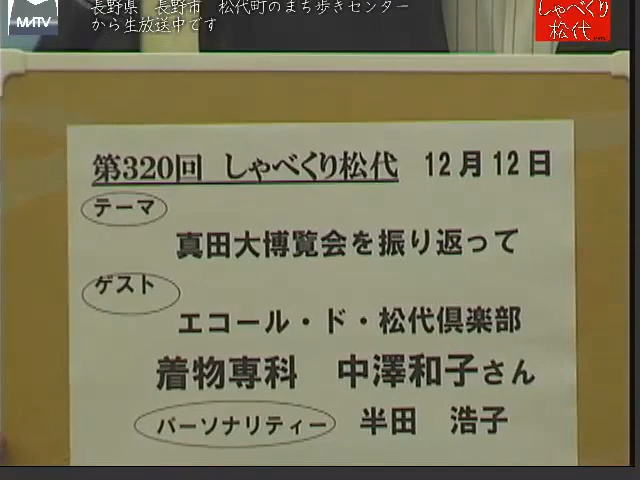 MATV
長野県　長野市　松代町のまち歩きセンター
から生放送中です
しゃべくり
松代
第320回　しゃべくり松代　12月12日
テーマ
真田大博覧会を振り返って
ゲスト
エコール・ド・松代倶楽部
着物専科　中澤和子さん
パーソナリティー　半田　浩子